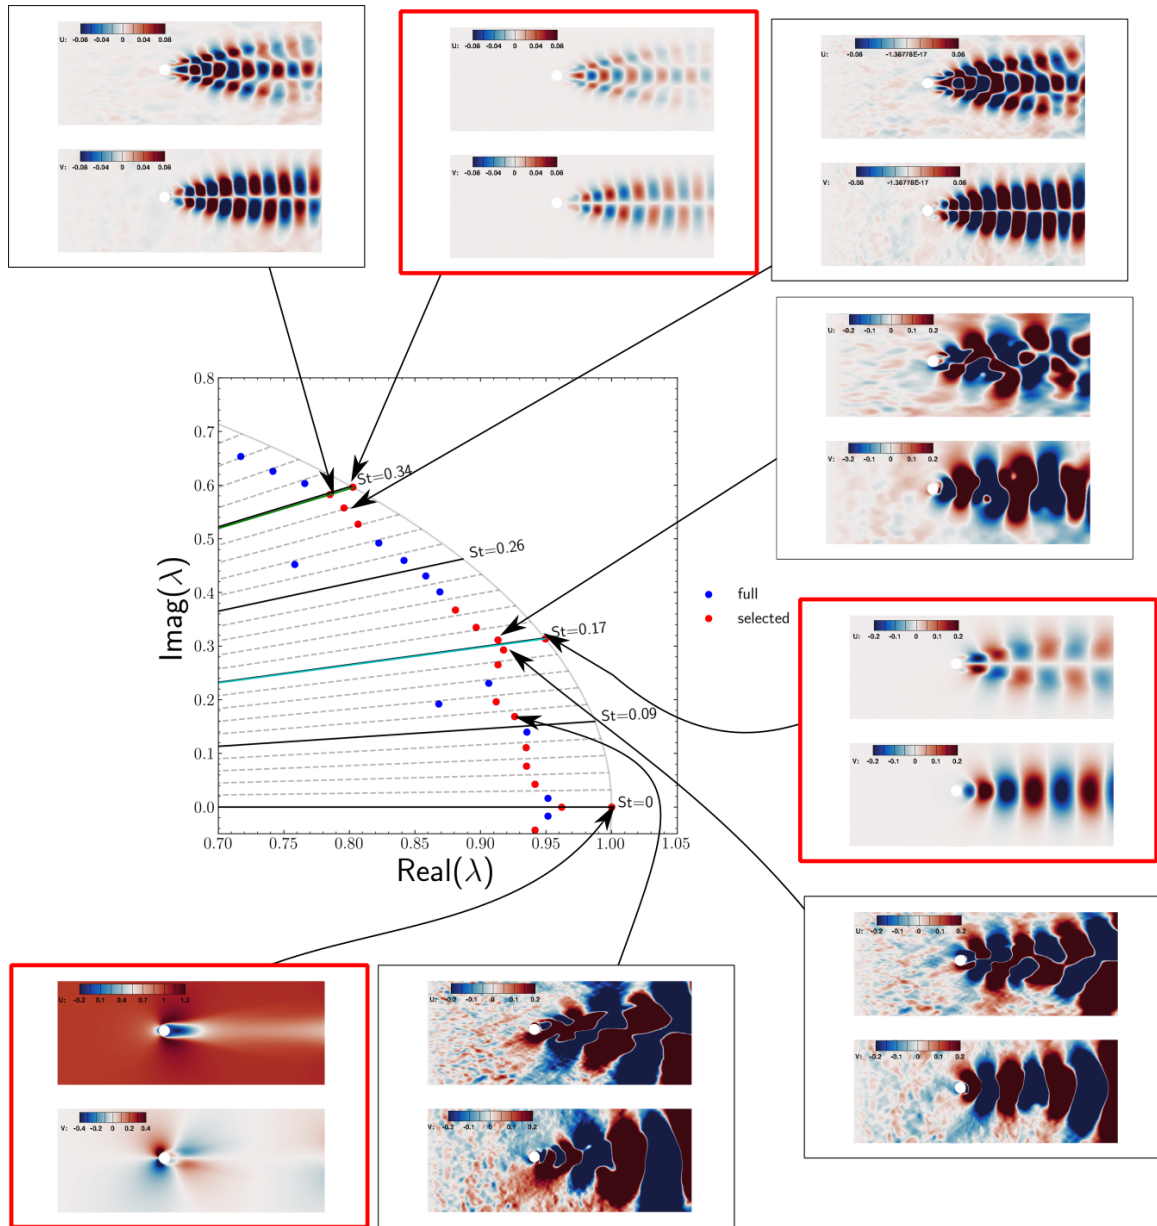 U: -0.08 -0.04 0 0.04 0.08
V: -0.08 -0.04 0 0.04 0.08
U: -0.08 -0.04 0 0.04 0.08
V: -0.08 -0.04 0 0.04 0.08
U: -0.06 -1.38778E-17 0.06
V: -0.06 -1.38778E-17 0.06
U: -0.2 -0.1 0 0.1 0.2
V: -0.2 -0.1 0 0.1 0.2
0.8
0.7
0.6
0.5
0.4
0.3
0.2
0.1
0.0
Imag(λ)
St=0.34
St=0.26
St=0.17
St=0.09
St=0
0.70 0.75 0.80 0.85 0.90 0.95 1.00 1.05
Real(λ)
full
selected
U: -0.2 -0.1 0 0.1 0.2
V: -0.2 -0.1 0 0.1 0.2
U: -0.2 -0.1 0 0.1 0.2
V: -0.2 -0.1 0 0.1 0.2
U: -0.2 0.1 0.4 0.7 1 1.3
V: -0.4 -0.2 0 0.2 0.4
U: -0.2 -0.1 0 0.1 0.2
V: -0.2 -0.1 0 0.1 0.2